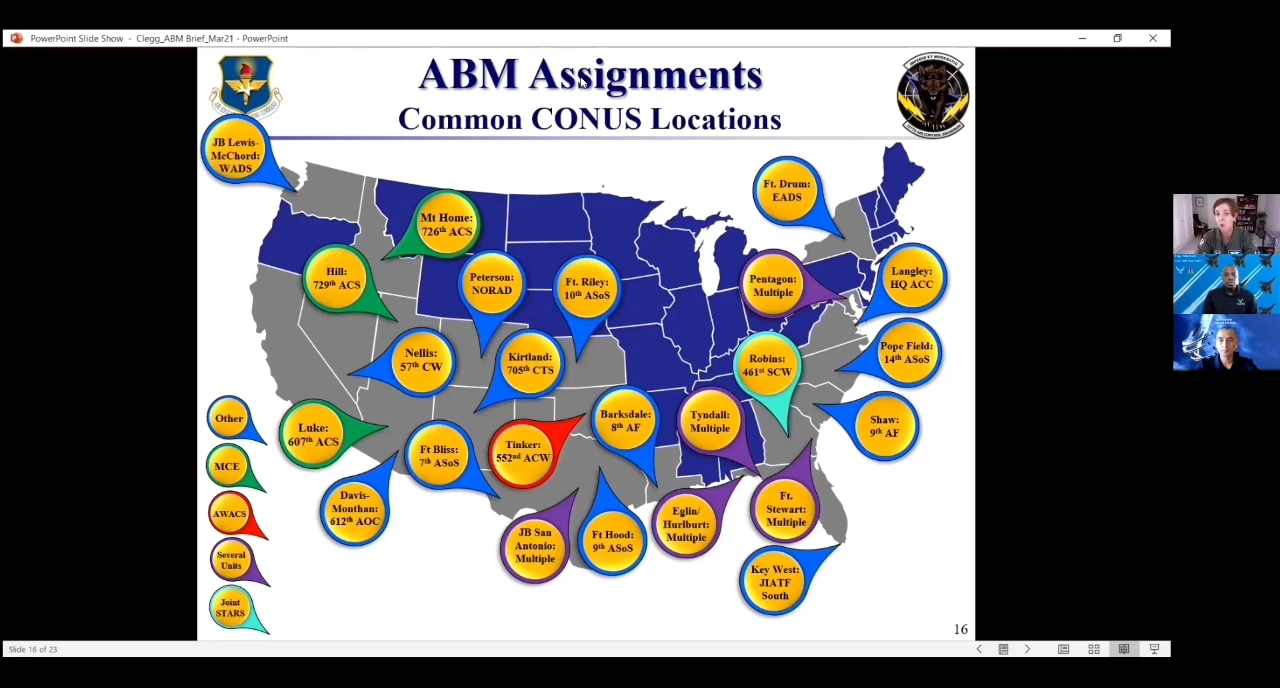 PowerPoint Slide Show - Clegg_ABM Brief_Mar21 - PowerPoint
ABM Assignments
Common CONUS Locations
JB Lewis-
McChord:
WADS
Ft. Drum:
EADS
Mt Home:
726th ACS
Hill:
729th ACS
Peterson:
NORAD
Ft. Riley:
10th ASoS
Pentagon:
Multiple
Langley:
HQ ACC
Nellis:
57th CW
Kirtland:
705th CTS
Robins:
461st SCW
Pope Field:
14th ASoS
Other
Luke:
607th ACS
Ft Bliss:
7th ASoS
Tinker:
552nd ACW
Barksdale:
8th AF
Tyndall:
Multiple
Shaw:
9th AF
MCE
Davis-
Monthan:
612th AOC
JB San
Antonio:
Multiple
Ft Hood:
9th ASoS
Eglin/
Hurlburt:
Multiple
Ft.
Stewart:
Multiple
AWACS
Several
Units
Key West:
JIATF
South
Joint
STARS
16
Slide 16 of 23